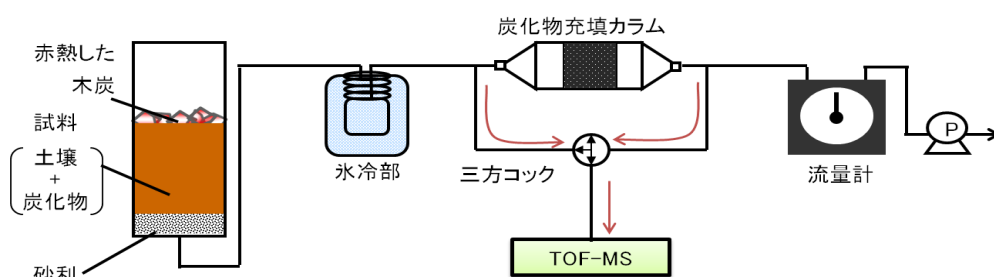 赤熱した
木炭
試料
土壌
+
炭化物
砂利
氷冷部
炭化物充填カラム
三方コック
TOF-MS
流量計
P